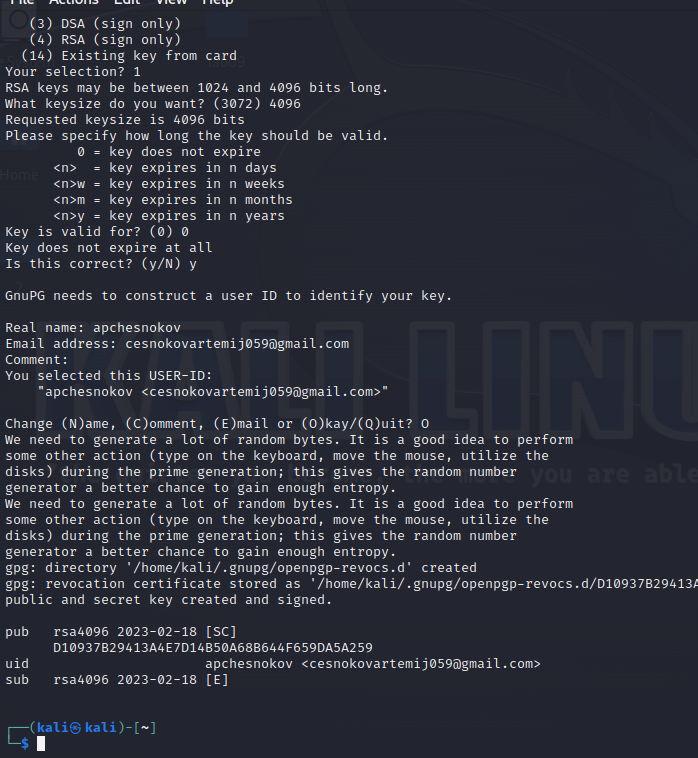 File Actions Edit View Help
(3) DSA (sign only)
(4) RSA (sign only)
(14) Existing key from card
Your selection? 1
RSA keys may be between 1024 and 4096 bits long.
What keysize do you want? (3072) 4096
Requested keysize is 4096 bits
Please specify how long the key should be valid.
0 = key does not expire
<n>  = key expires in n days
<n>w = key expires in n weeks
<n>m = key expires in n months
<n>y = key expires in n years
Key is valid for? (0) 0
Key does not expire at all
Is this correct? (y/N) y
Home
GnuPG needs to construct a user ID to identify your key.
Real name: apchesnokov
Email address: cesnokovartemij059@gmail.com
Comment:
You selected this USER-ID:
"apchesnokov <cesnokovartemij059@gmail.com>"
KALI LINU
Change (N)ame, (C)omment, (E)mail or (O)kay/(Q)uit? O
We need to generate a lot of random bytes. It is a good idea to perform
some other action (type on the keyboard, move the mouse, utilize the
disks) during the prime generation; this gives the random number
generator a better chance to gain enough entropy.
the more you are able
We need to generate a lot of random bytes. It is a good idea to perform
some other action (type on the keyboard, move the mouse, utilize the
disks) during the prime generation; this gives the random number
generator a better chance to gain enough entropy.
gpg: directory '/home/kali/.gnupg/openpgp-revocs.d' created
gpg: revocation certificate stored as '/home/kali/.gnupg/openpgp-revocs.d/D10937B29413A
public and secret key created and signed.
pub   rsa4096 2023-02-18 [SC]
D10937B29413A4E7D14B50A68B644F659DA5A259
uid                      apchesnokov <cesnokovartemij059@gmail.com>
sub   rsa4096 2023-02-18 [E]
┌──(kali㉿kali)-[~]
└─$